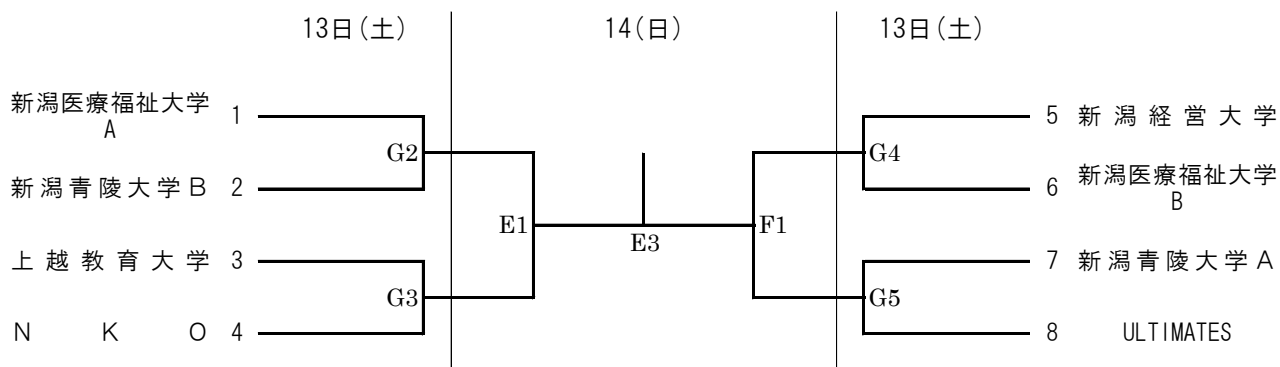 13日(土) 14(日) 13日(土)
新潟医療福祉大学
A 1
G2
新潟青陵大学B 2
E1
上越教育大学 3
G3
NKO 4
E3
5 新潟経営大学
G4
6 新潟医療福祉大学
B
F1
7 新潟青陵大学A
G5
8 ULTIMATES